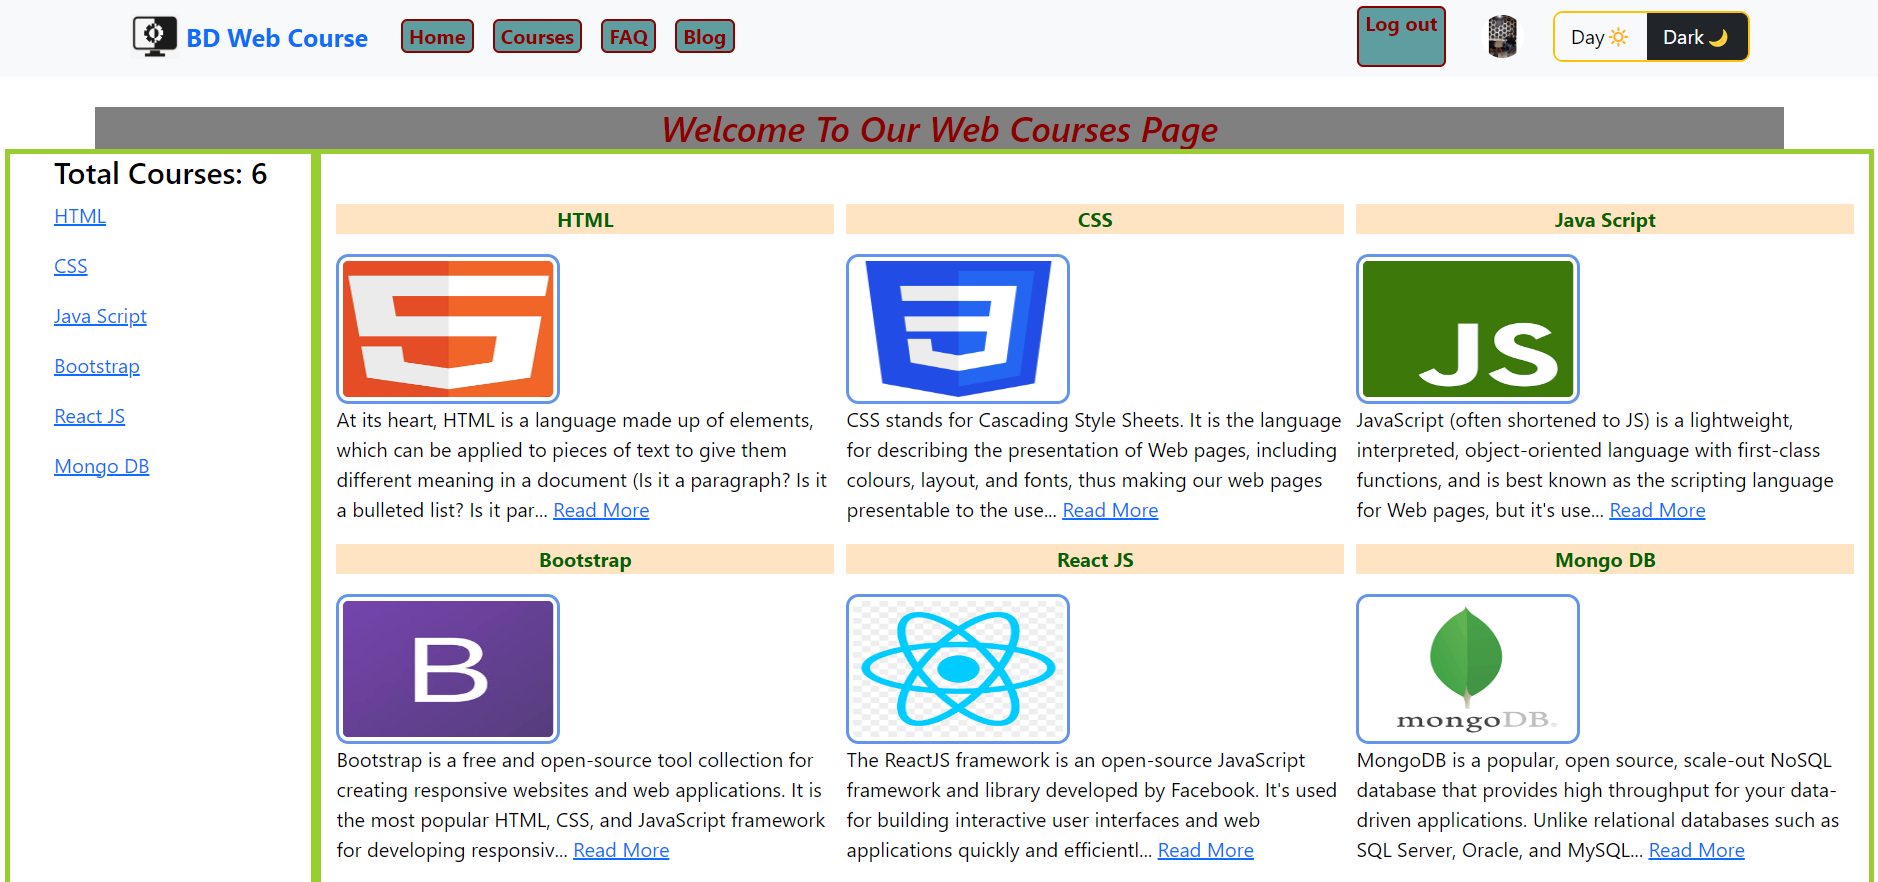 BD Web Course Home Courses FAQ Blog Log out Day Dark
Welcome To Our Web Courses Page
Total Courses: 6
HTML
CSS
Java Script
Bootstrap
React JS
Mongo DB
HTML
At its heart, HTML is a language made up of elements,
which can be applied to pieces of text to give them
different meaning in a document (Is it a paragraph? Is it
a bulleted list? Is it par... Read More
CSS
CSS stands for Cascading Style Sheets. It is the language
for describing the presentation of Web pages, including
colours, layout, and fonts, thus making our web pages
presentable to the use... Read More
Java Script
JS
JavaScript (often shortened to JS) is a lightweight,
interpreted, object-oriented language with first-class
functions, and is best known as the scripting language
for Web pages, but it's use... Read More
Bootstrap
B
Bootstrap is a free and open-source tool collection for
creating responsive websites and web applications. It is
the most popular HTML, CSS, and JavaScript framework
for developing responsiv... Read More
React JS
The ReactJS framework is an open-source JavaScript
framework and library developed by Facebook. It's used
for building interactive user interfaces and web
applications quickly and efficientl... Read More
Mongo DB
mongoDB.
MongoDB is a popular, open source, scale-out NoSQL
database that provides high throughput for your data-
driven applications. Unlike relational databases such as
SQL Server, Oracle, and MySQL... Read More